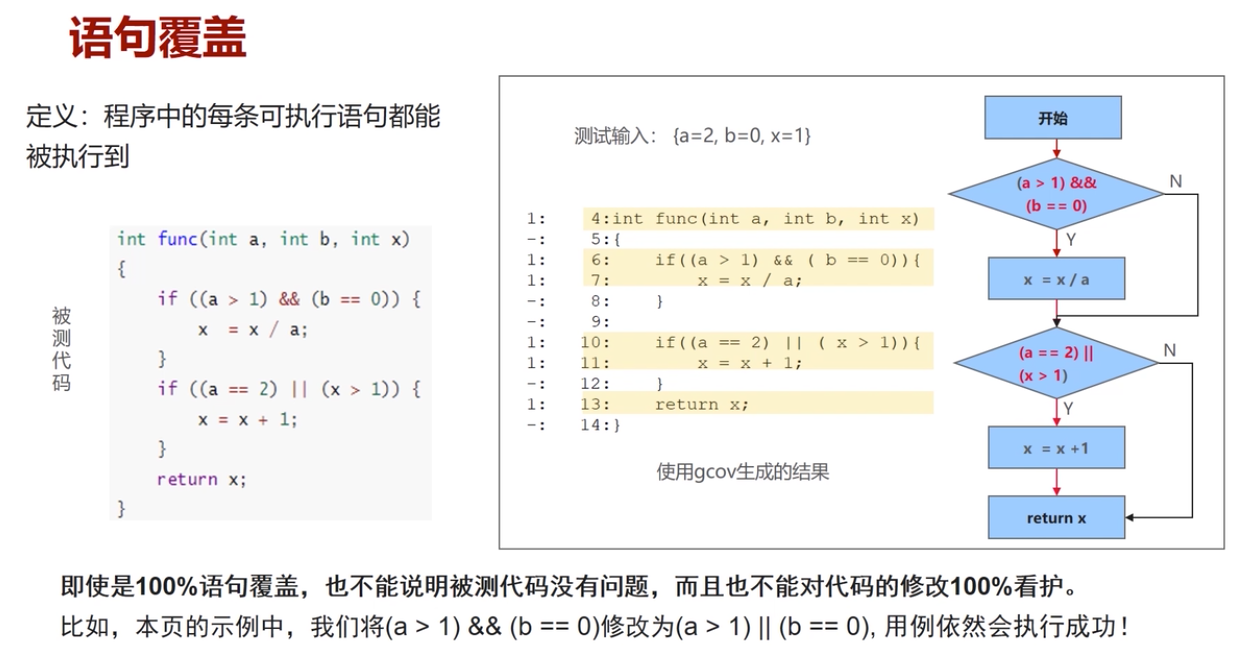 语句覆盖
定义：程序中的每条可执行语句都能
被执行到
被
测
代
码
int func(int a, int b, int x)
{
    if ((a > 1) && (b == 0)) {
        x  = x / a;
    }
    if ((a == 2) || (x > 1)) {
        x = x + 1;
    }
    return x;
}
测试输入： {a=2, b=0, x=1}
1:     4:int func(int a, int b, int x)
-:     5:{
1:     6:    if((a > 1) && ( b == 0)){
1:     7:        x = x / a;
-:     8:    }
-:     9:
1:    10:    if((a == 2) || ( x > 1)){
1:    11:        x = x + 1;
-:    12:    }
1:    13:    return x;
-:    14:}
使用gcov生成的结果
开始
(a > 1) &&
(b == 0)
N
Y
x = x / a
(a == 2) ||
(x > 1)
N
Y
x = x +1
return x
即使是100%语句覆盖，也不能说明被测代码没有问题，而且也不能对代码的修改100%看护。
比如，本页的示例中，我们将(a > 1) && (b == 0)修改为(a > 1) || (b == 0), 用例依然会执行成功！